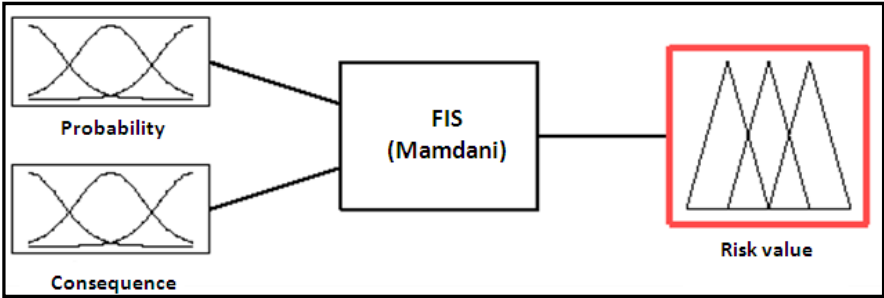 Probability
Consequence
FIS
(Mamdani)
Risk value